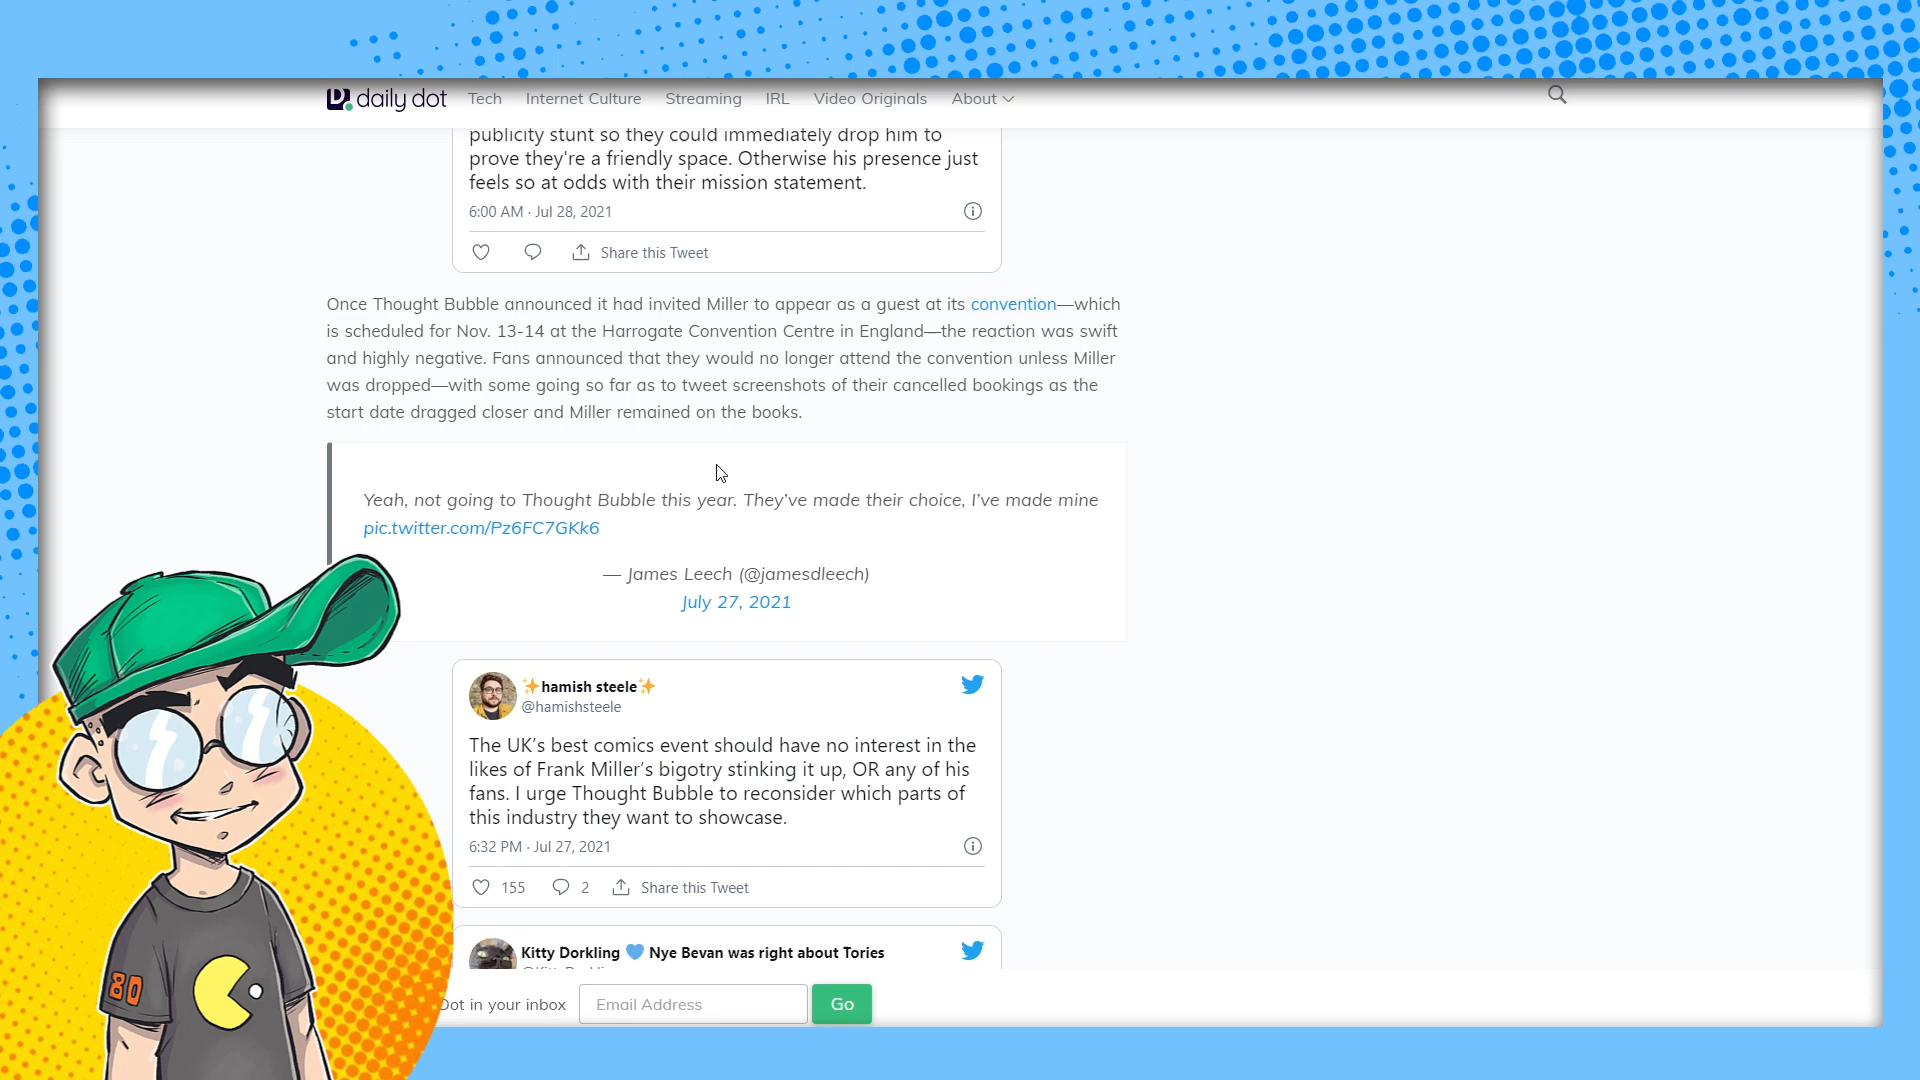 daily dot Tech Internet Culture Streaming IRL Video Originals About
publicity stunt so they could immediately drop him to
prove they're a friendly space. Otherwise his presence just
feels so at odds with their mission statement.
6:00 AM · Jul 28, 2021
Share this Tweet
Once Thought Bubble announced it had invited Miller to appear as a guest at its convention—which
is scheduled for Nov. 13-14 at the Harrogate Convention Centre in England—the reaction was swift
and highly negative. Fans announced that they would no longer attend the convention unless Miller
was dropped—with some going so far as to tweet screenshots of their cancelled bookings as the
start date dragged closer and Miller remained on the books.
Yeah, not going to Thought Bubble this year. They've made their choice, I've made mine
pic.twitter.com/Pz6FC7GKk6
— James Leech (@jamesdleech)
July 27, 2021
✨hamish steele✨
@hamishsteele
The UK's best comics event should have no interest in the
likes of Frank Miller's bigotry stinking it up, OR any of his
fans. I urge Thought Bubble to reconsider which parts of
this industry they want to showcase.
6:32 PM · Jul 27, 2021
155 2 Share this Tweet
Kitty Dorkling 💙 Nye Bevan was right about Tories
Dot in your inbox Email Address Go
80